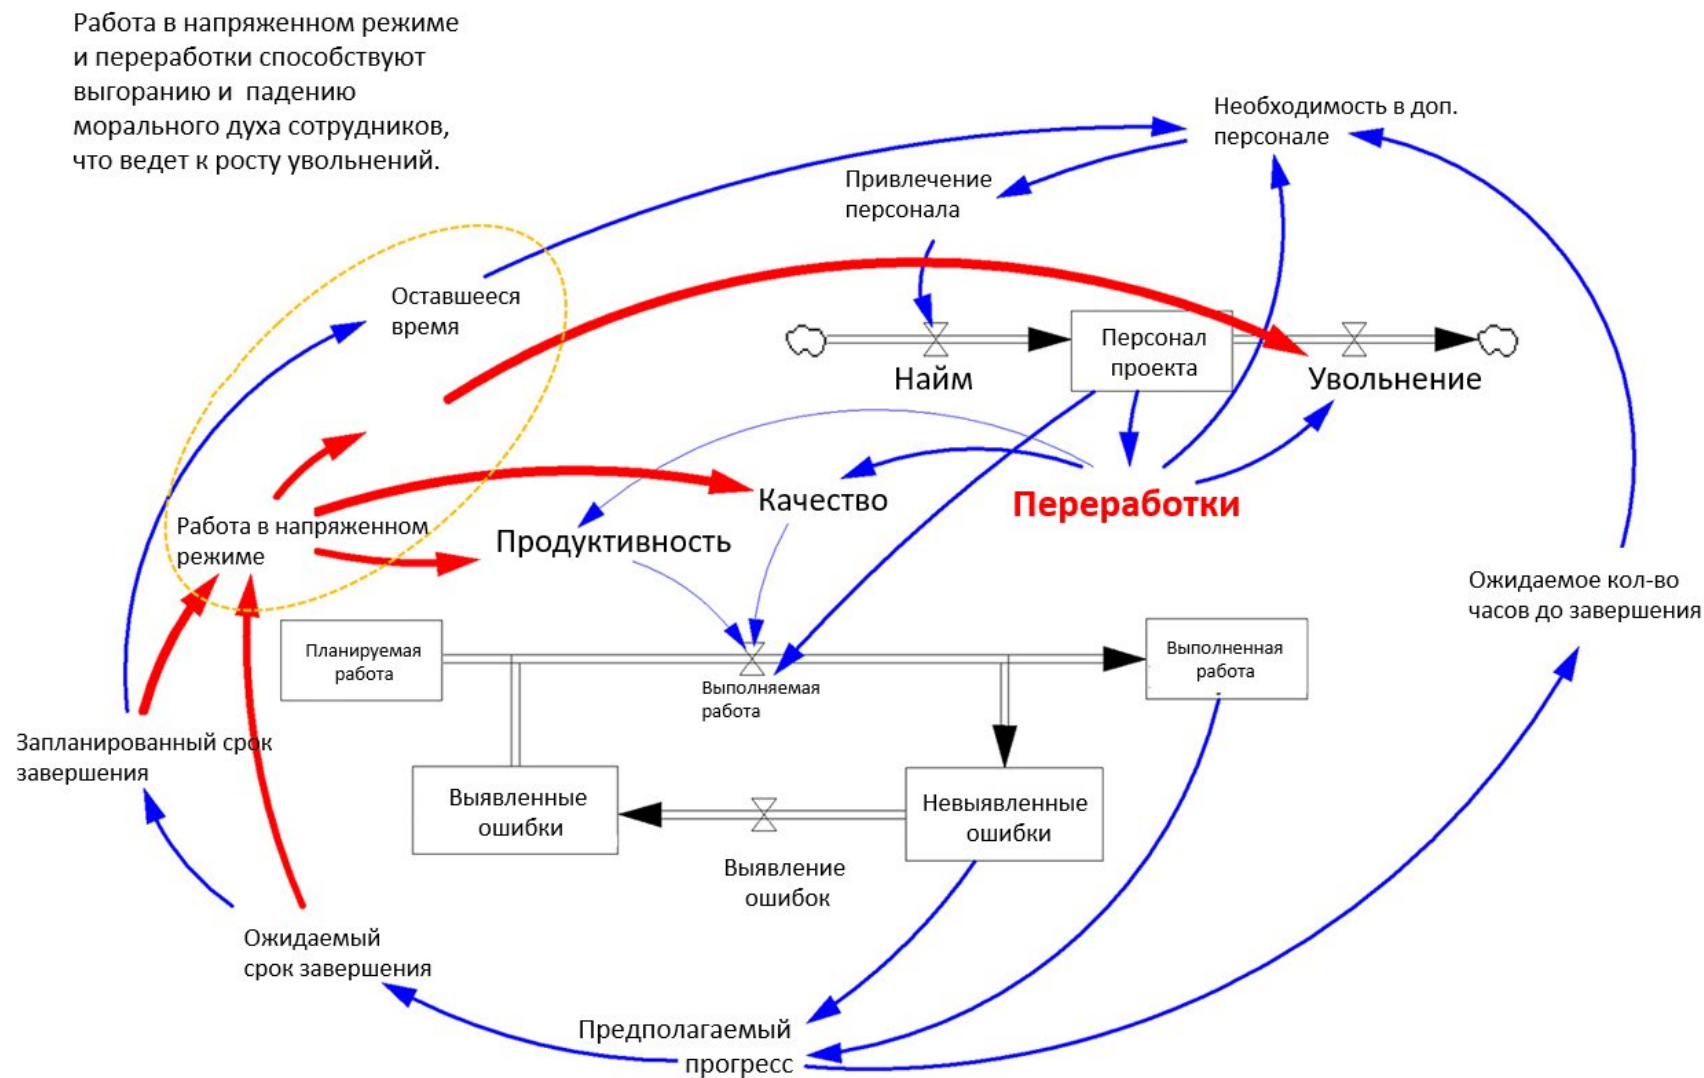 Работа в напряженном режиме
и переработки способствуют
выгоранию и падению
морального духа сотрудников,
что ведет к росту увольнений.
Необходимость в доп.
персонале
Привлечение
персонала
Оставшееся
время
Персонал
проекта
Найм
Увольнение
Качество
Переработки
Работа в напряженном
режиме
Продуктивность
Ожидаемое кол-во
часов до завершения
Планируемая
работа
Выполненная
работа
Выполняемая
работа
Запланированный срок
завершения
Выявленные
ошибки
Невыявленные
ошибки
Выявление
ошибок
Ожидаемый
срок завершения
Предполагаемый
прогресс